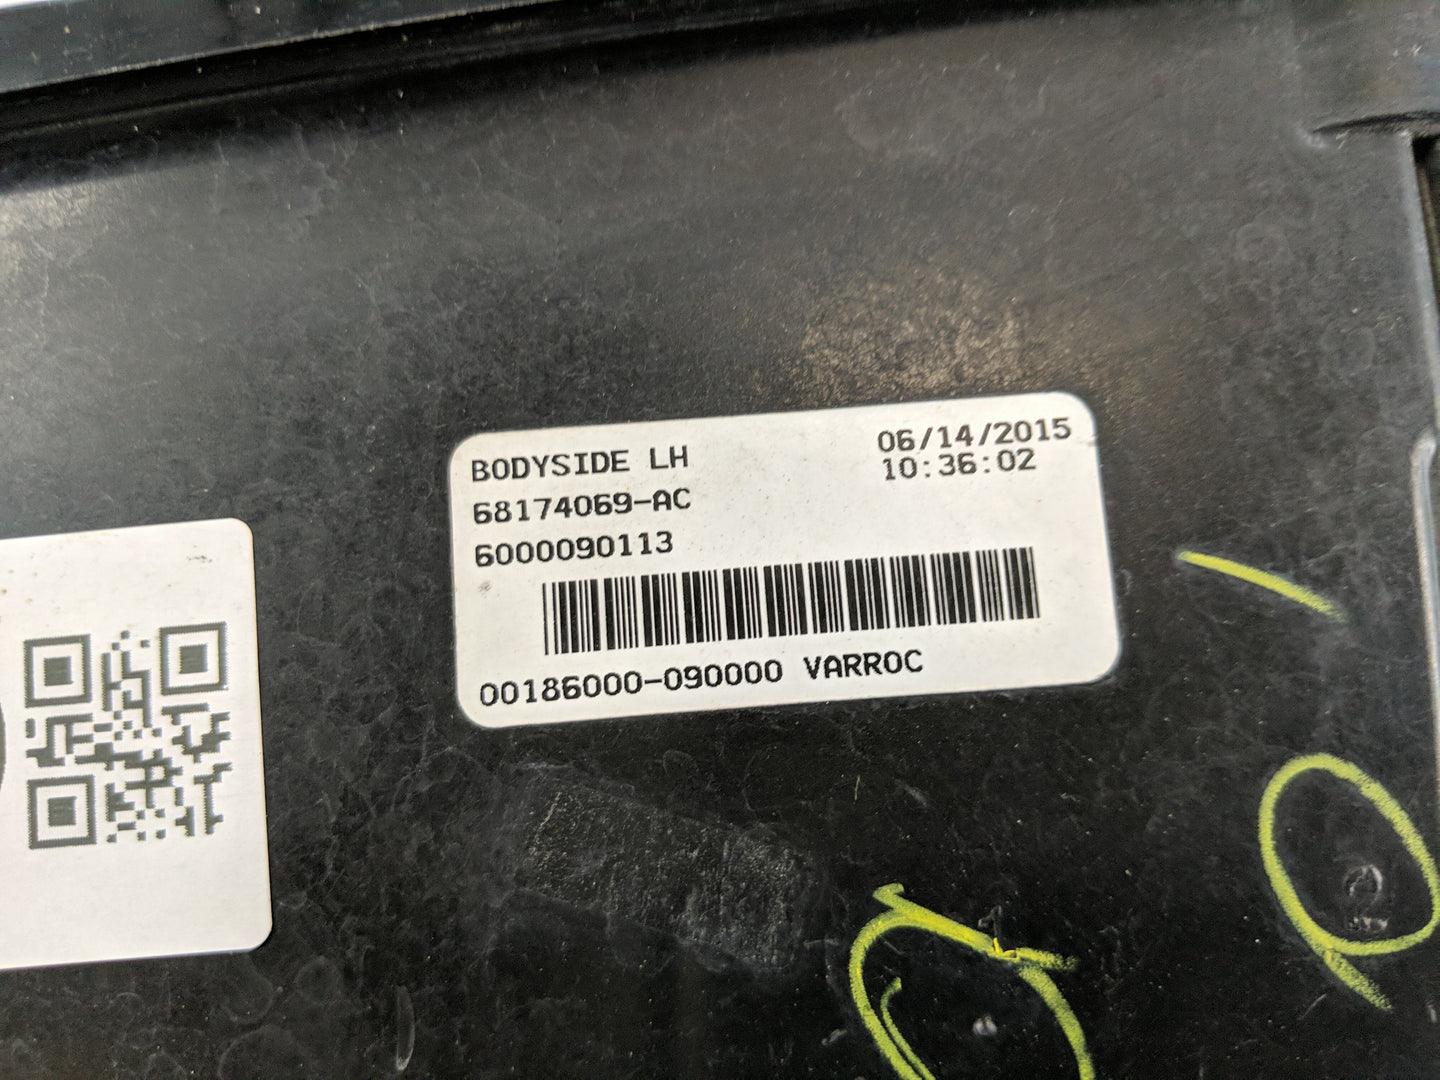 BODYSIDE LH
06/14/2015
68174069-AC
10:36:02
6000090113
00186000-090000 VARROC